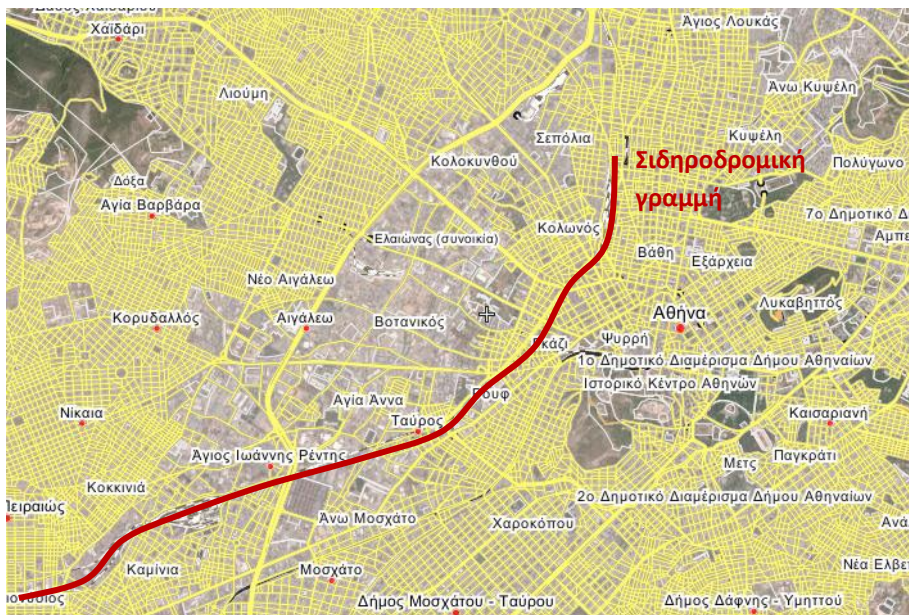 Χαϊδάρι
Άγιος Λουκάς
Λιούμη
Άνω Κυψέλη
Σεπόλια
Κυψέλη
Κολοκυνθού
Σιδηροδρομική
γραμμή
Πολύγωνο
Δόξα
Αγία Βαρβάρα
7ο Δημοτικό Δ
Κολωνός
Ελαιώνας (συνοικία)
Βάθη
Εξάρχεια
Νέο Αιγάλεω
Λυκαβηττός
Κορυδαλλός
Αιγάλεω
Βοτανικός
Αθήνα
Ψυρρή
1ο Δημοτικό Διαμέρισμα Δήμου Αθηναίων
Ιστορικό Κέντρο Αθηνών
Αγία Άννα
Νίκαια
Ταύρος
Καισαριανή
Άγιος Ιωάννης Ρέντης
Μετς
Παγκράτι
Κοκκινιά
2ο Δημοτικό Διαμέρισμα Δήμου Αθηναίων
Πειραιώς
Άνω Μοσχάτο
Χαροκόπου
Καμίνια
Μοσχάτο
Νέα Ελβε
Δήμος Μοσχάτου - Ταύρου
Δήμος Δάφνης - Υμηττού